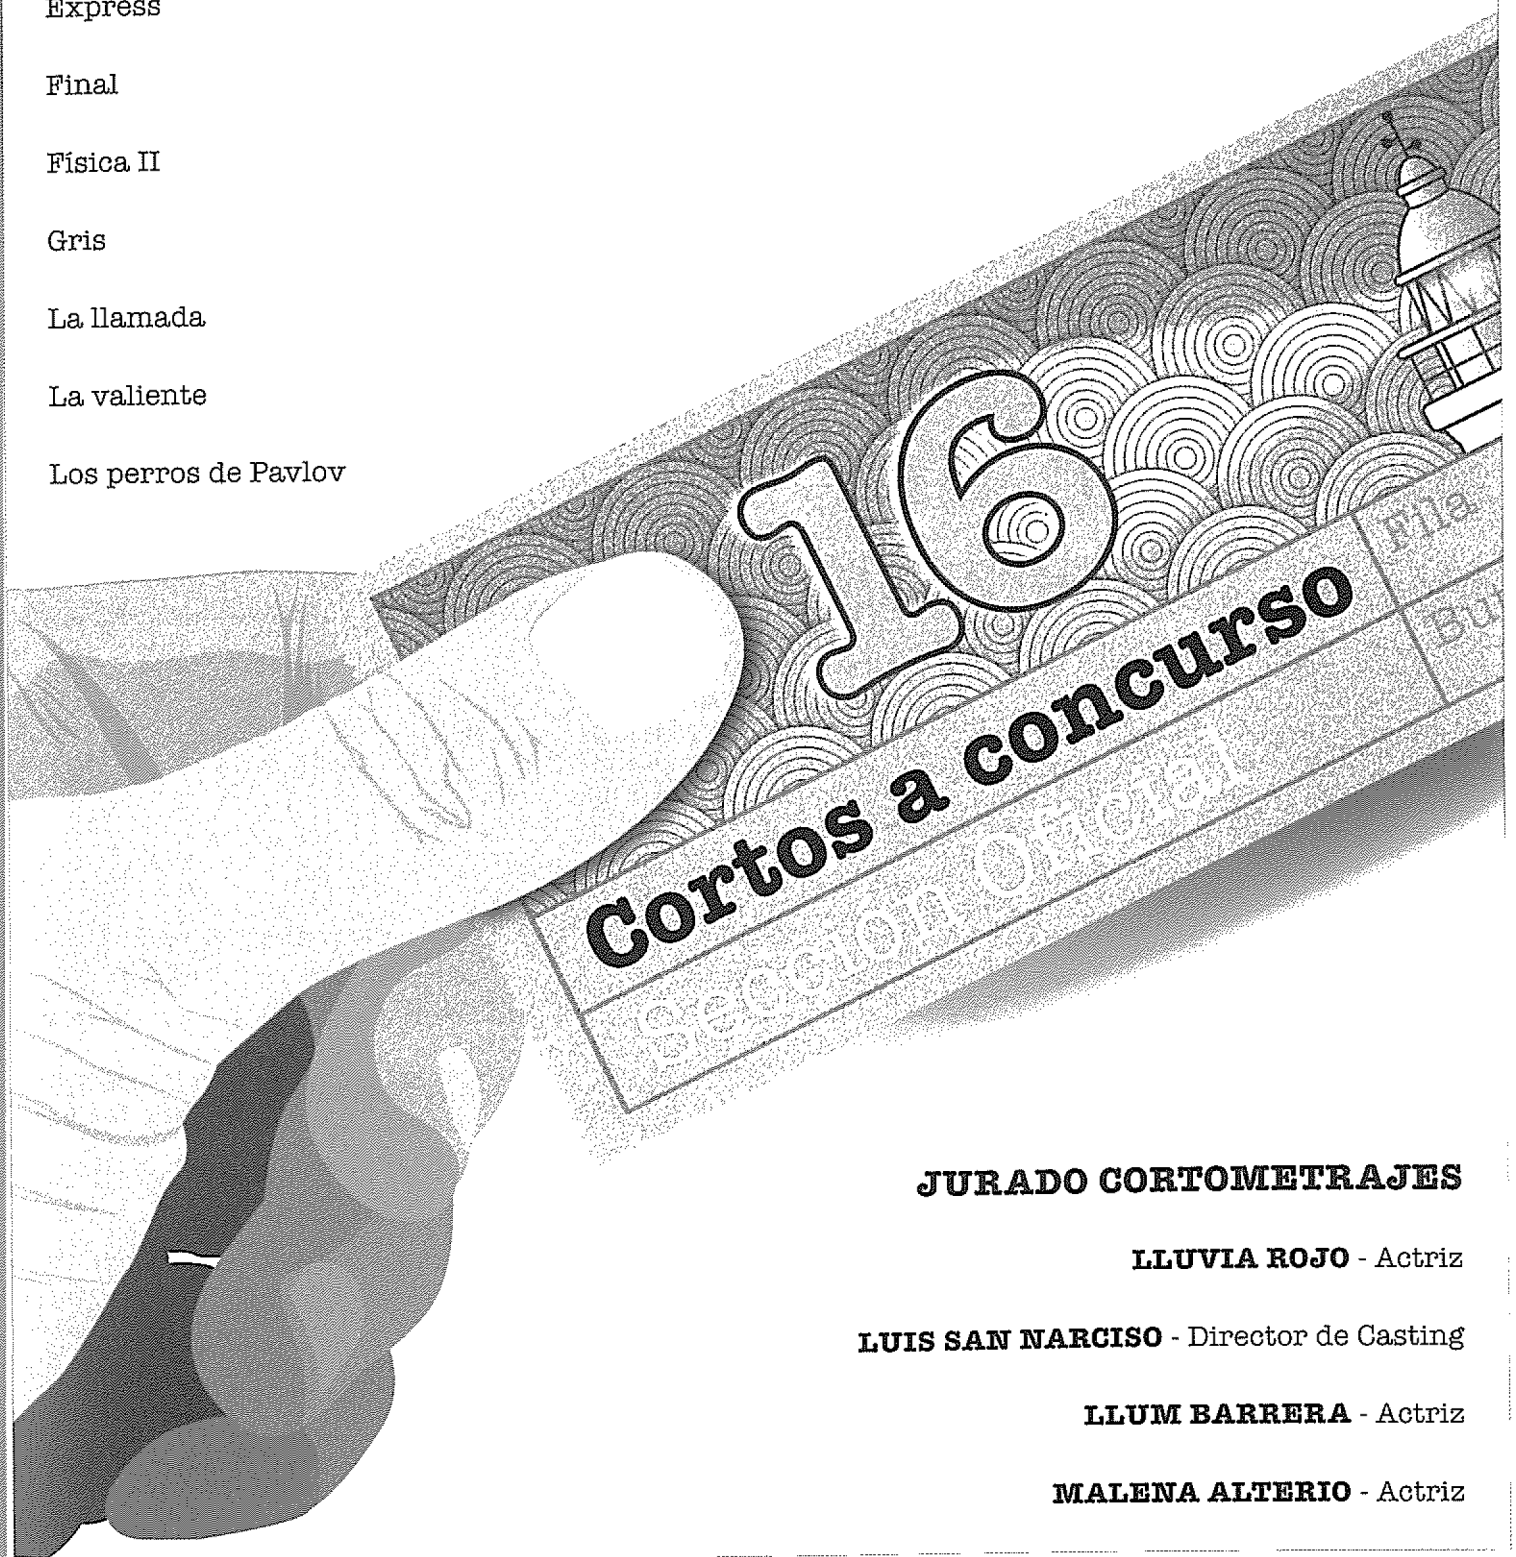 Express
Final
Física II
Gris
La llamada
La valiente
Los perros de Pavlov
16
Cortos a concurso
Sección Oficial
Fila
JURADO CORTOMETRAJES
LLUVIA ROJO - Actriz
LUIS SAN NARCISO - Director de Casting
LLUM BARRERA - Actriz
MALENA ALTERIO - Actriz